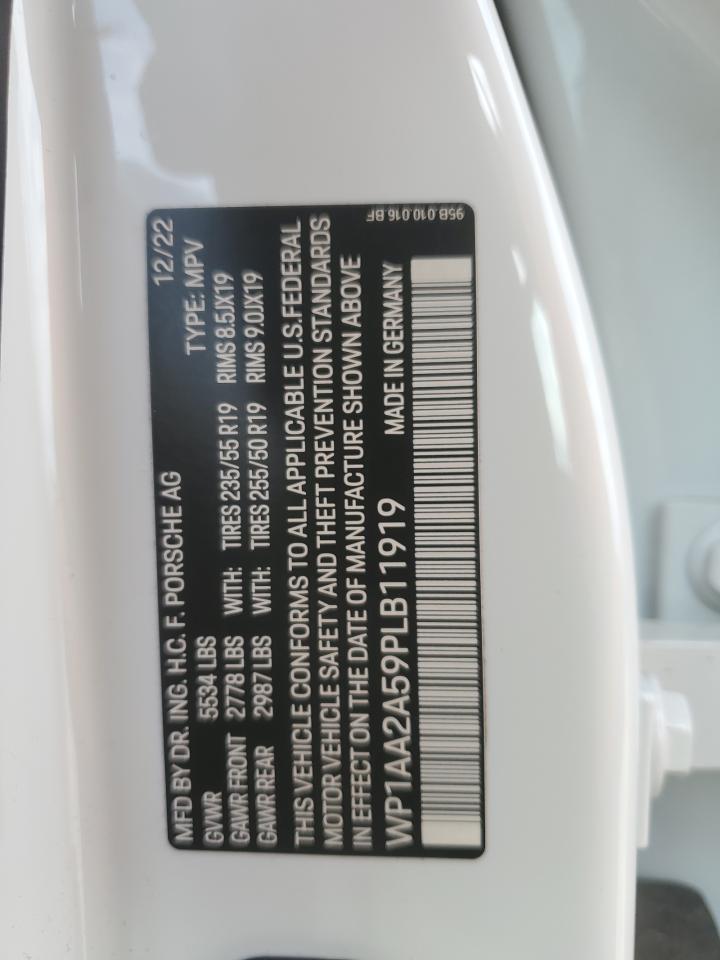 MFD BY DR. ING. H.C. F. PORSCHE AG 12/22
GVWR 5534 LBS TYPE: MPV
GAWR FRONT 2778 LBS WITH: TIRES 235/55 R19 RIMS 8.5JX19
GAWR REAR 2987 LBS WITH: TIRES 255/50 R19 RIMS 9.0JX19
THIS VEHICLE CONFORMS TO ALL APPLICABLE U.S.FEDERAL
MOTOR VEHICLE SAFETY AND THEFT PREVENTION STANDARDS
IN EFFECT ON THE DATE OF MANUFACTURE SHOWN ABOVE
WP1AA2A59PLB11919 MADE IN GERMANY
95B.010.016.BF